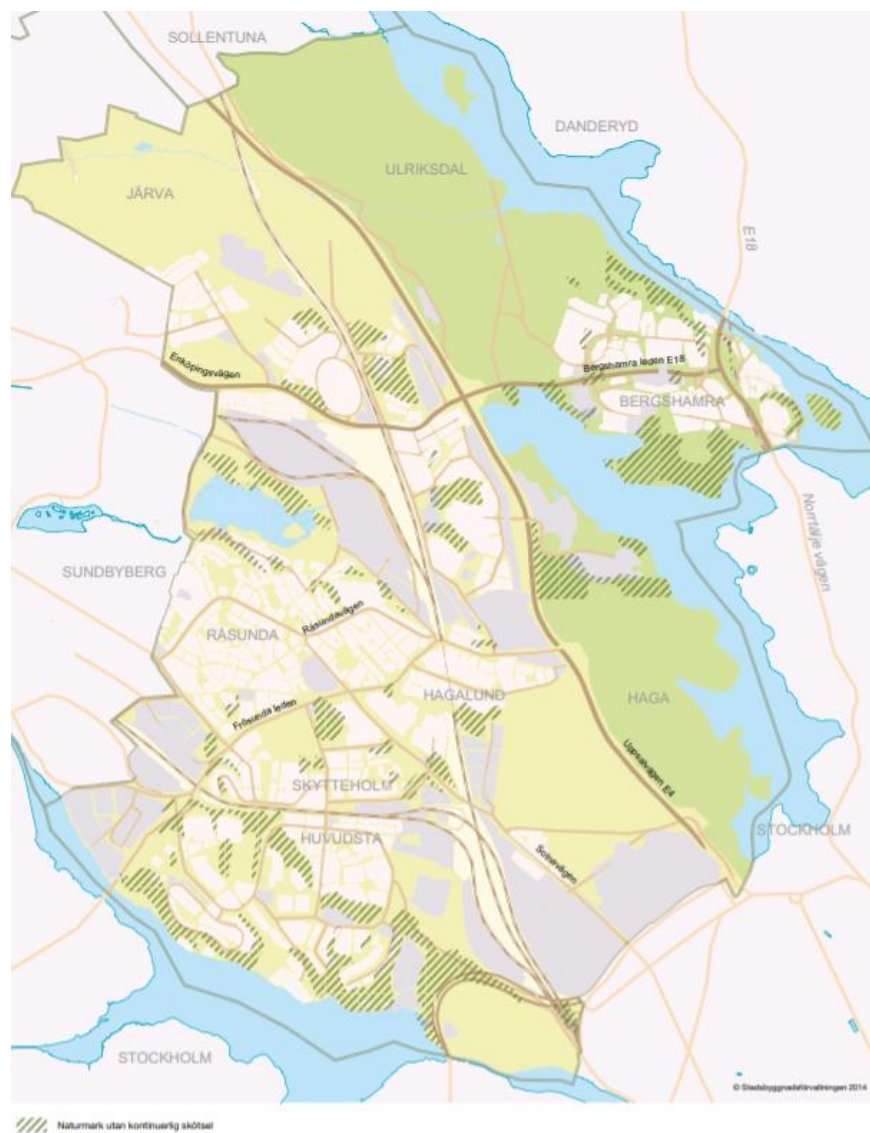 SOLLENTUNA
DANDERYD
ULRIKSDAL
JÄRVA
E18
Enköpingsvägen
Bergshamra leden E18
BERGSHAMRA
Norrtälje vägen
SUNDBYBERG
Råsundavägen
RÅSUNDA
HAGALUND
HAGA
Frösunda leden
Uppsalavägen E4
SKYTTEHOLM
STOCKHOLM
HUVUDSTA
Solnavägen
STOCKHOLM
© Stadsbyggnadsförvaltningen 2014
Naturmark utan kontinuerlig skötsel